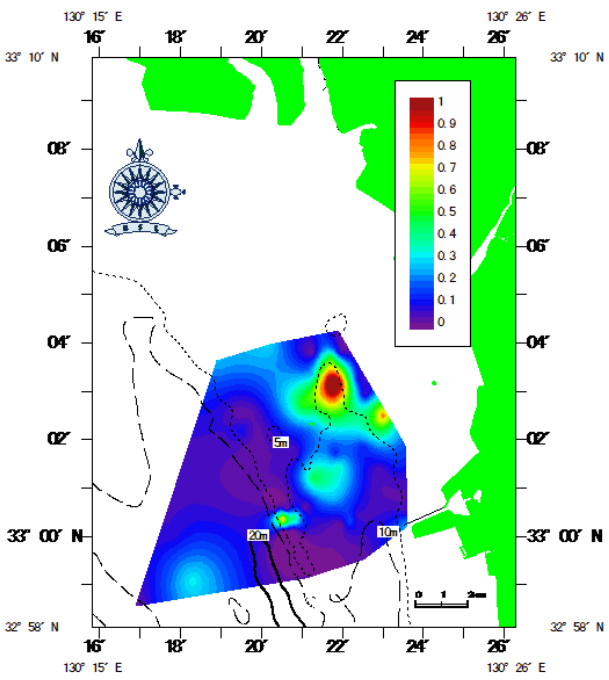 130° 15′ E 130° 26′ E
16′ 18′ 20′ 22′ 24′ 26′
33° 10′ N 33° 10′ N
1
0.9
0.8
08′ 08′
0.7
0.6
0.5
0.4
06′ 06′
0.3
0.2
0.1
0
04′ 04′
02′ 5m 02′
33° 00′ N 20m 10m 33° 00′ N
0 1 2km
32° 58′ N 32° 58′ N
16′ 18′ 20′ 22′ 24′ 26′
130° 15′ E 130° 26′ E